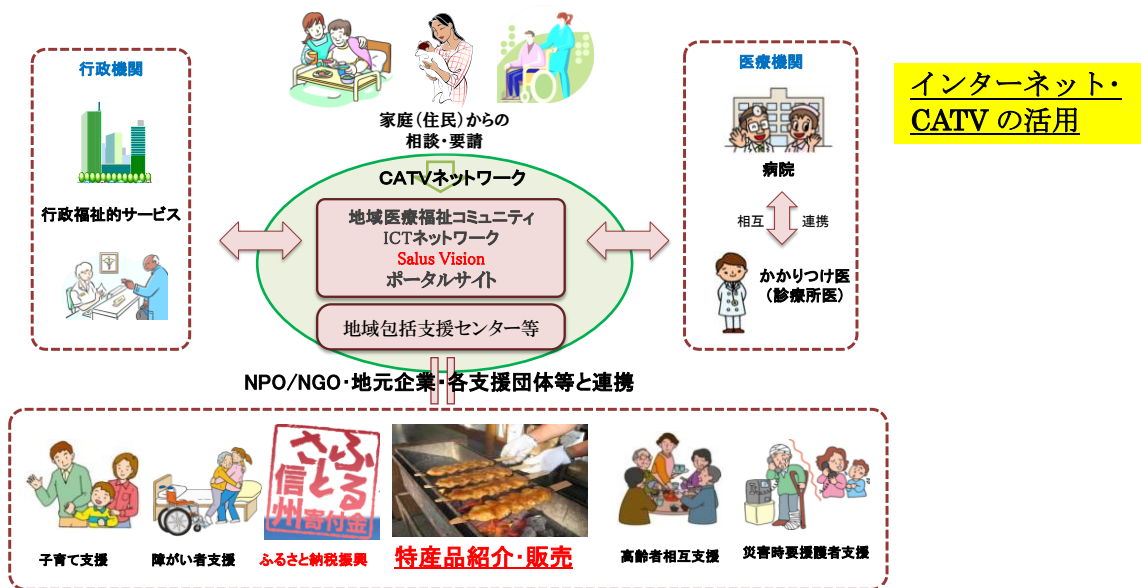 行政機関
行政福祉的サービス
家庭(住民)からの
相談・要請
CATVネットワーク
地域医療福祉コミュニティ
ICTネットワーク
Salus Vision
ポータルサイト
地域包括支援センター等
医療機関
病院
相互 連携
かかりつけ医
(診療所医)
インターネット・
CATV の活用
NPO/NGO・地元企業・各支援団体等と連携
子育て支援
障がい者支援
ふるさと
信州
寄付金
ふるさと納税振興
特産品紹介・販売
高齢者相互支援
災害時要援護者支援